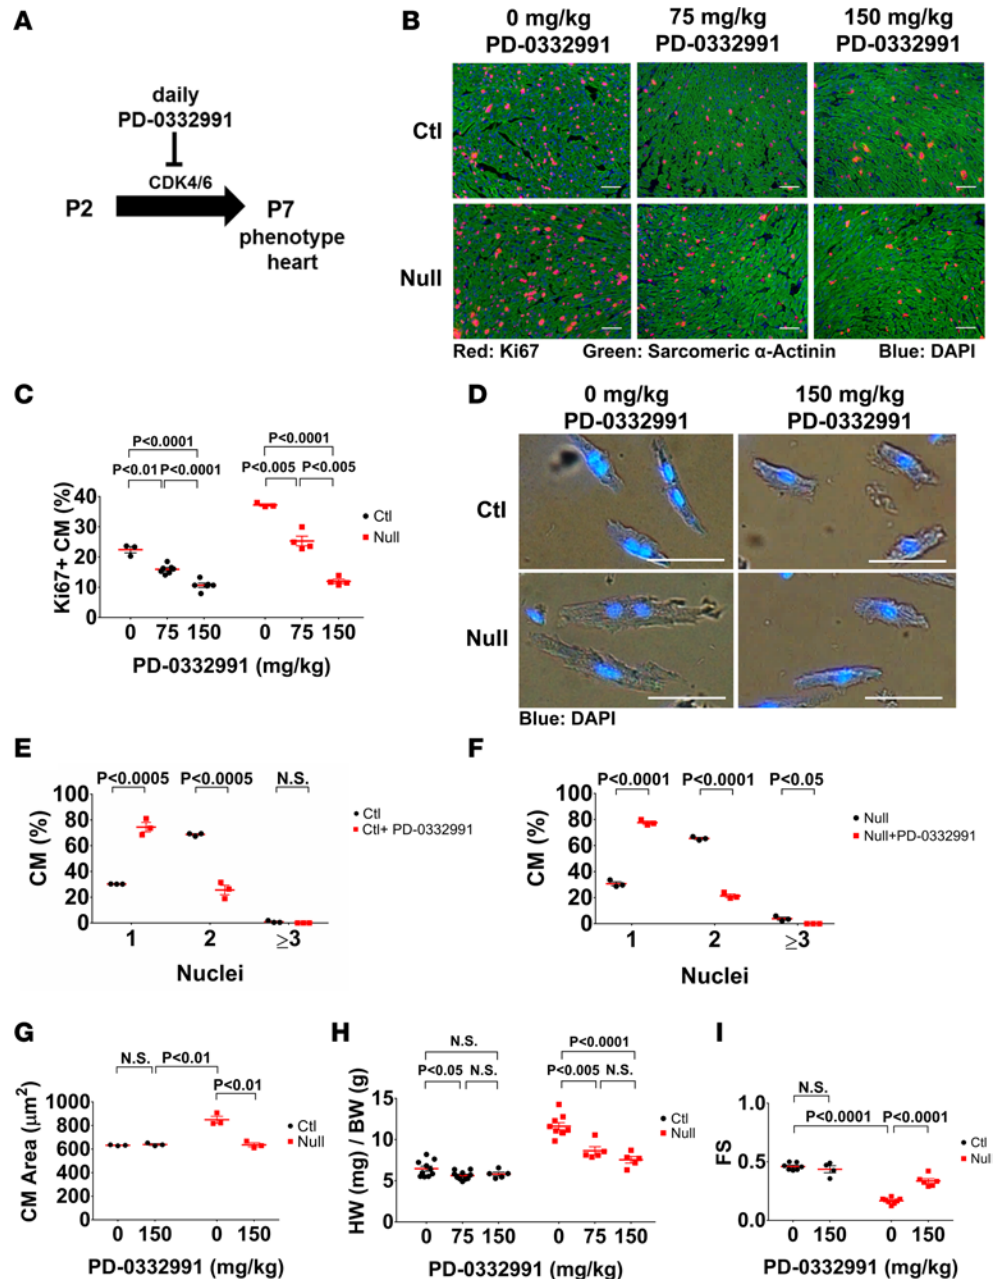 A
daily
PD-0332991
CDK4/6
P2
P7
phenotype
heart
B
0 mg/kg
PD-0332991
75 mg/kg
PD-0332991
150 mg/kg
PD-0332991
Ctl
Null
Red: Ki67 Green: Sarcomeric α-Actinin Blue: DAPI
C
P<0.0001 P<0.0001
P<0.01 P<0.0001 P<0.005 P<0.005
Ki67+ CM (%)
40
30
20
10
0
0 75 150 0 75 150
PD-0332991 (mg/kg)
Ctl
Null
D
0 mg/kg
PD-0332991
150 mg/kg
PD-0332991
Ctl
Null
Blue: DAPI
E
P<0.0005 P<0.0005 N.S.
CM (%)
100
80
60
40
20
0
1 2 ≥3
Nuclei
Ctl
Ctl+ PD-0332991
F
P<0.0001 P<0.0001 P<0.05
CM (%)
100
80
60
40
20
0
1 2 ≥3
Nuclei
Null
Null+PD-0332991
G
N.S. P<0.01
P<0.01
CM Area (μm²)
1000
800
600
400
200
0
0 150 0 150
PD-0332991 (mg/kg)
Ctl
Null
H
N.S. P<0.0001
P<0.05 N.S. P<0.005 N.S.
HW (mg) / BW (g)
15
10
5
0
0 75 150 0 75 150
PD-0332991 (mg/kg)
Ctl
Null
I
N.S.
P<0.0001 P<0.0001
FS
1.0
0.5
0.0
0 150 0 150
PD-0332991 (mg/kg)
Ctl
Null